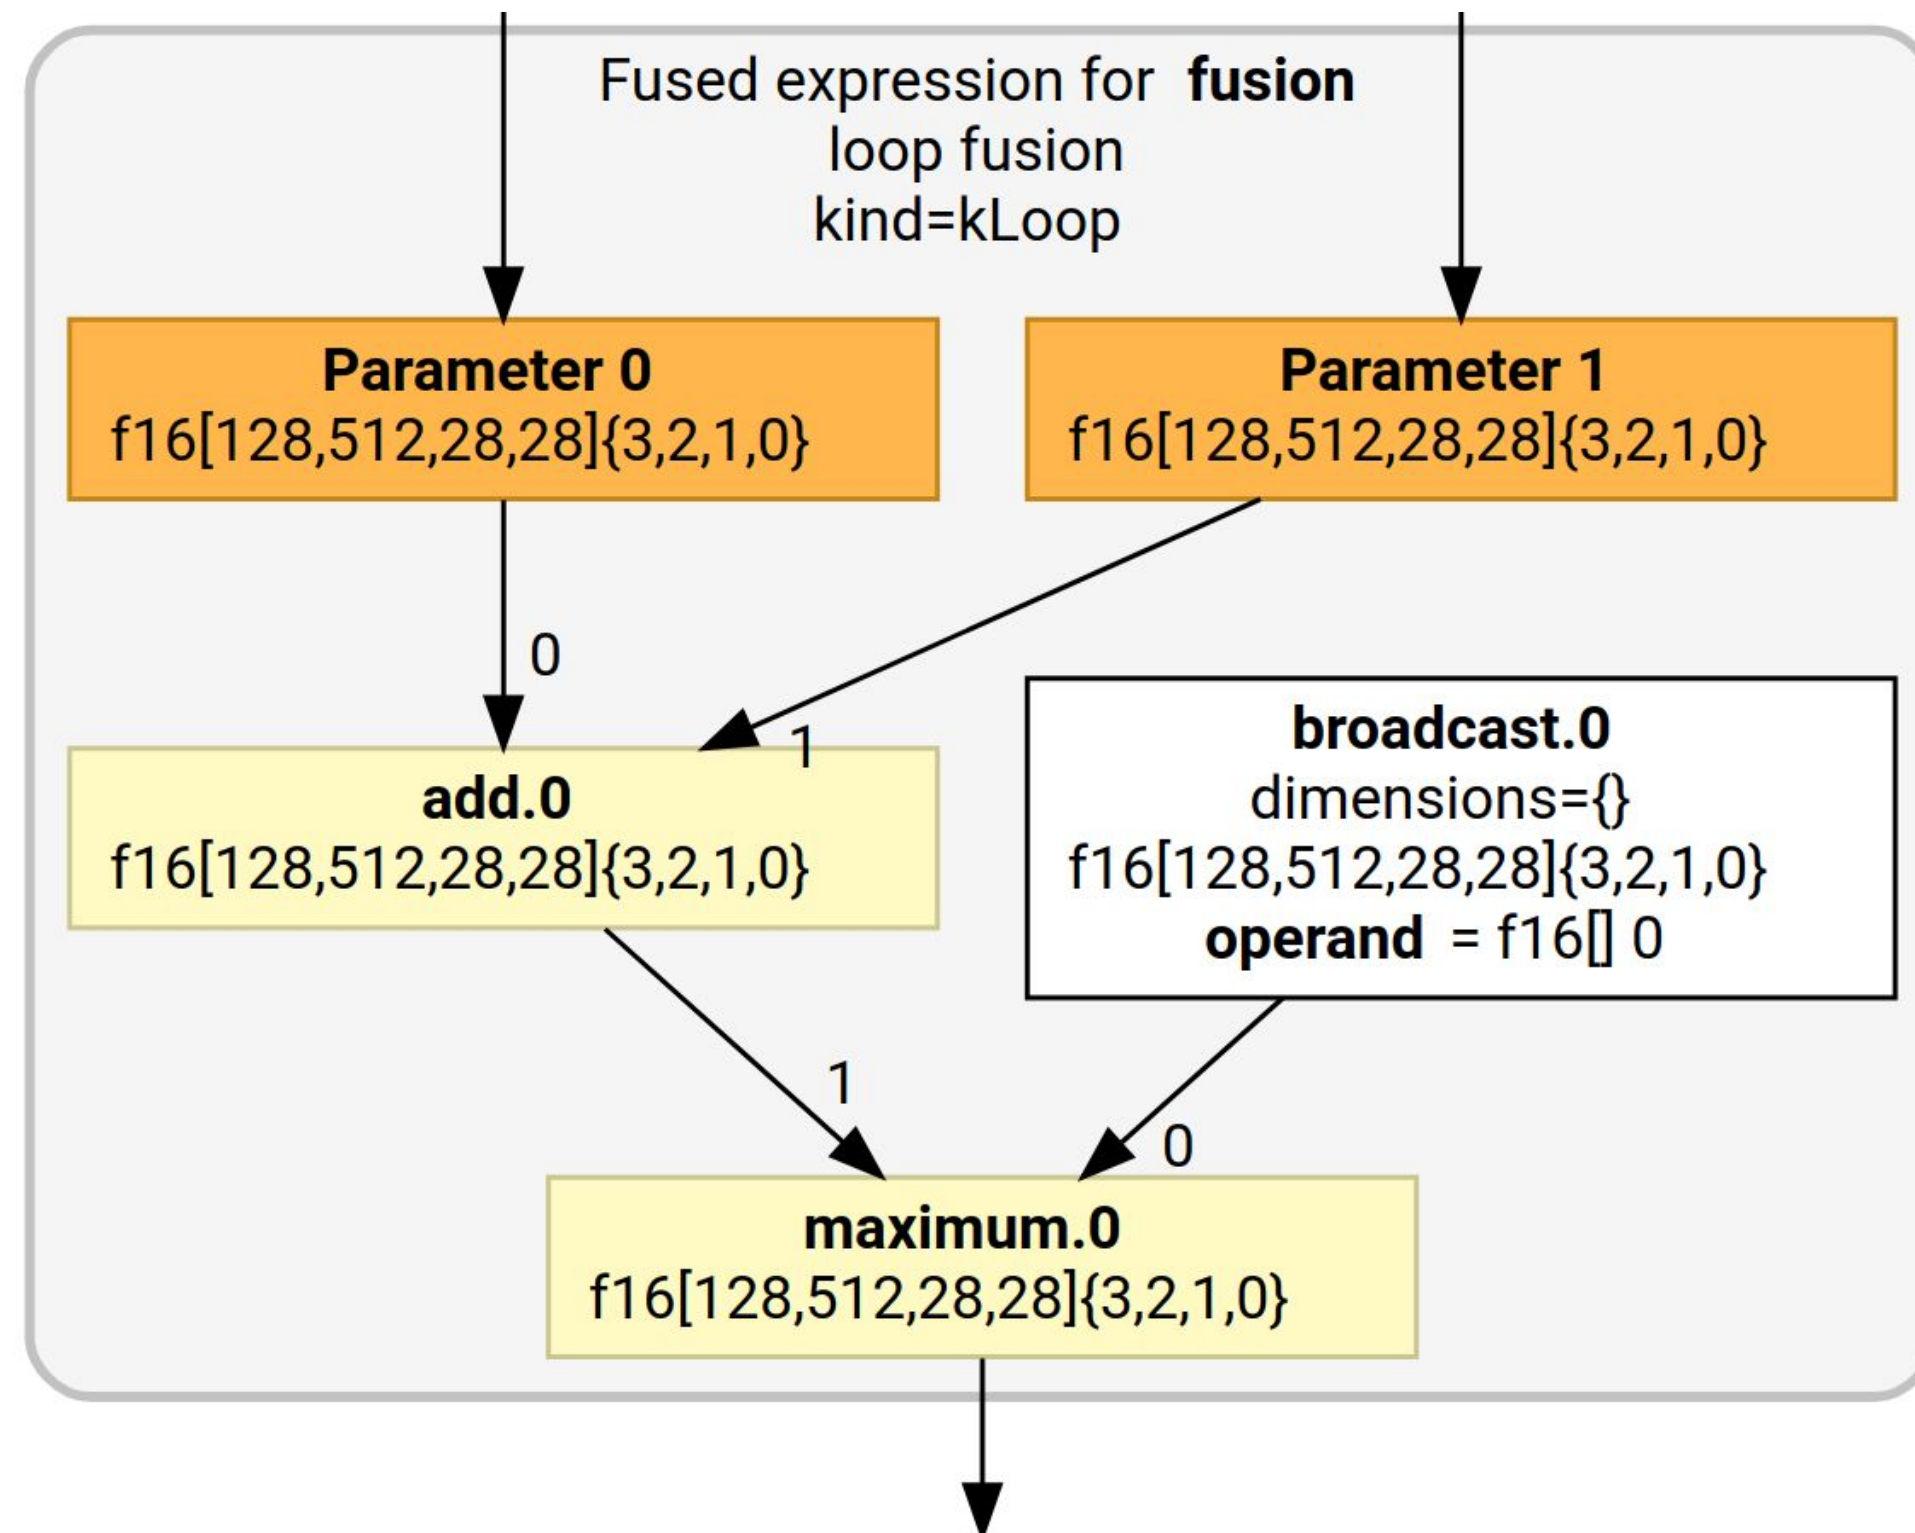 Fused expression for fusion
loop fusion
kind=kLoop
Parameter 0
f16[128,512,28,28]{3,2,1,0}
Parameter 1
f16[128,512,28,28]{3,2,1,0}
0
1
add.0
f16[128,512,28,28]{3,2,1,0}
broadcast.0
dimensions={}
f16[128,512,28,28]{3,2,1,0}
operand = f16[] 0
1
0
maximum.0
f16[128,512,28,28]{3,2,1,0}